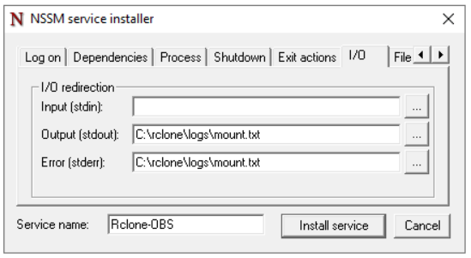 N NSSM service installer
Log on Dependencies Process Shutdown Exit actions I/O File
I/O redirection
Input (stdin): ...
Output (stdout): C:\rclone\logs\mount.txt ...
Error (stderr): C:\rclone\logs\mount.txt ...
Service name: Rclone-OBS Install service Cancel